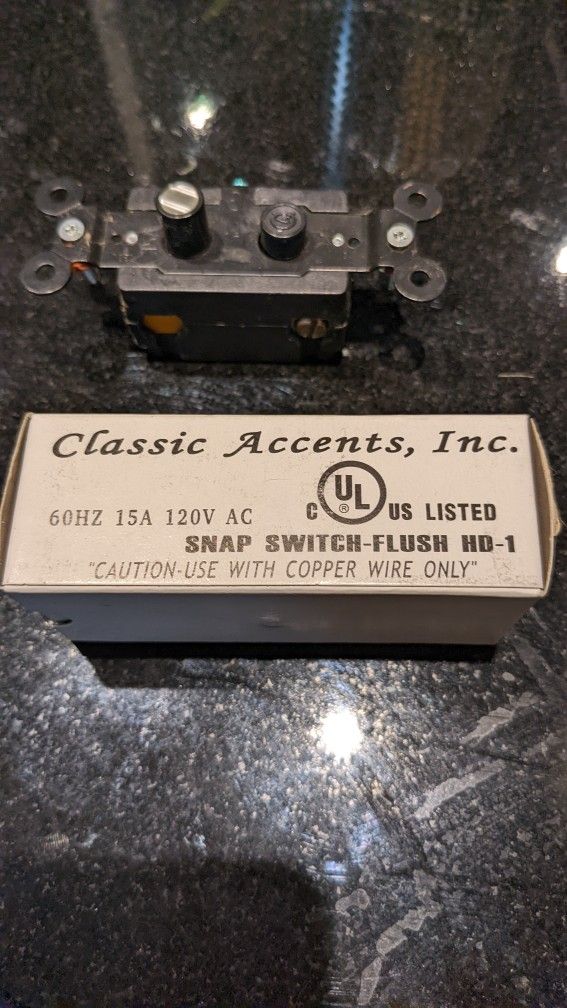 Classic Accents, Inc.
60HZ 15A 120V AC C UL ® US LISTED
SNAP SWITCH-FLUSH HD-1
"CAUTION-USE WITH COPPER WIRE ONLY"